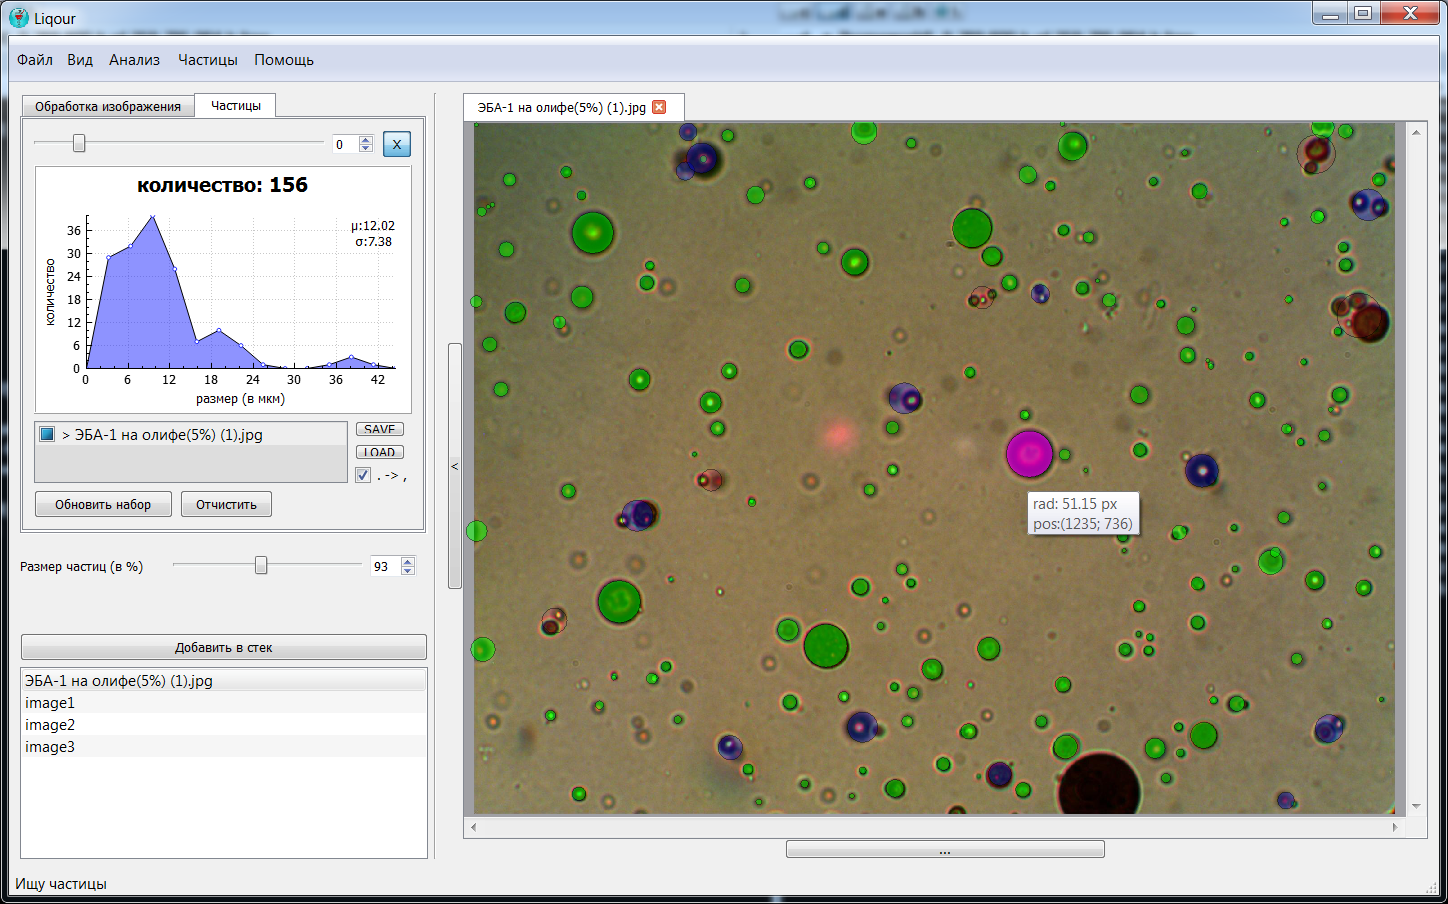 Liqour
Файл Вид Анализ Частицы Помощь
Обработка изображения Частицы
ЭБА-1 на олифе(5%) (1).jpg
0 X
количество: 156
μ:12.02
σ:7.38
36
30
24
18
12
6
0
количество
0 6 12 18 24 30 36 42
размер (в мкм)
> ЭБА-1 на олифе(5%) (1).jpg
SAVE
LOAD
. -> ,
<
Обновить набор Отчистить
rad: 51.15 px
pos:(1235; 736)
Размер частиц (в %) 93
Добавить в стек
ЭБА-1 на олифе(5%) (1).jpg
image1
image2
image3
...
Ищу частицы